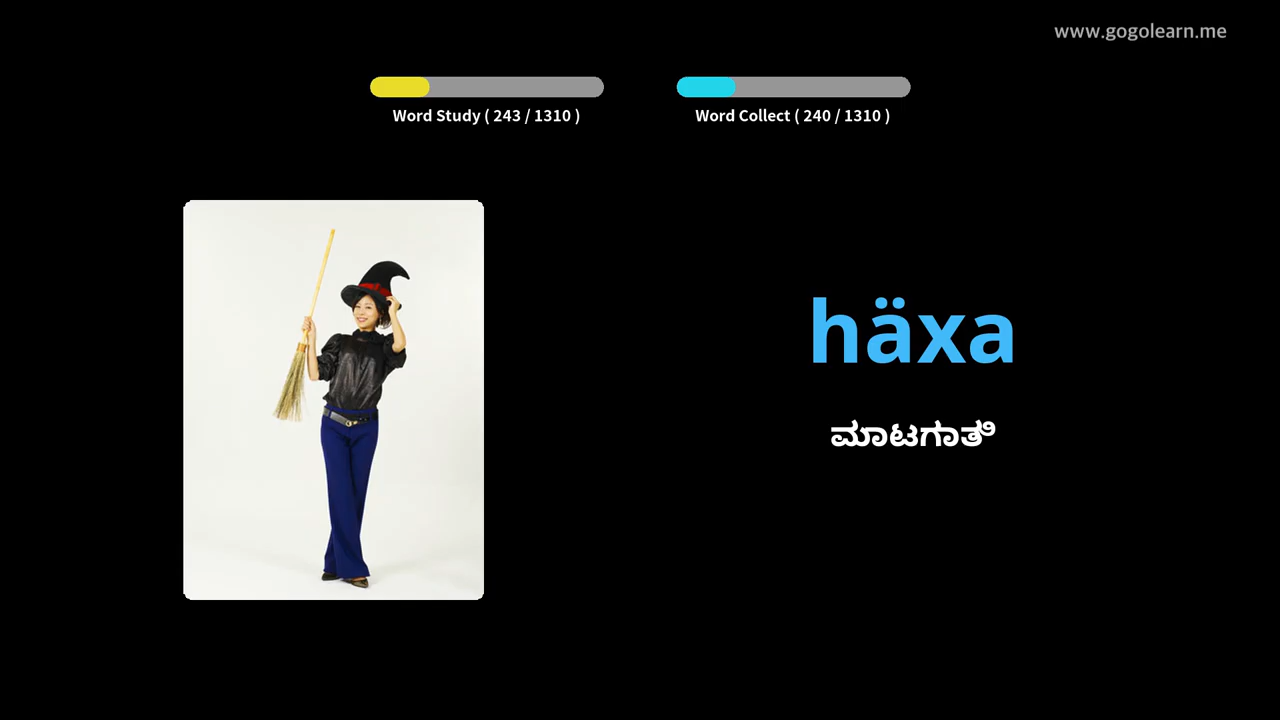 www.gogolearn.me
Word Study ( 243 / 1310 )
Word Collect ( 240 / 1310 )
häxa
ಮಾಟಗಾತಿ